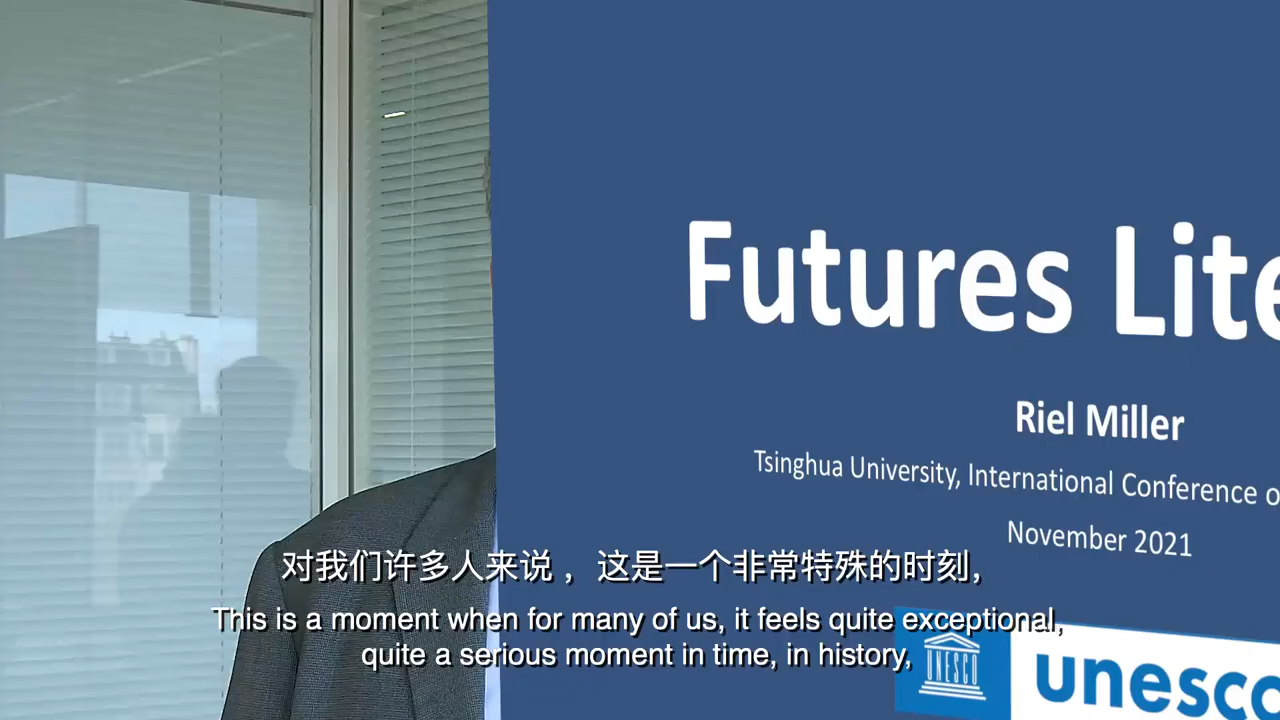 Futures Lite
Riel Miller
Tsinghua University, International Conference o
November 2021
对我们许多人来说，这是一个非常特殊的时刻，
This is a moment when for many of us, it feels quite exceptional,
quite a serious moment in time, in history,
UNESCO
unesco